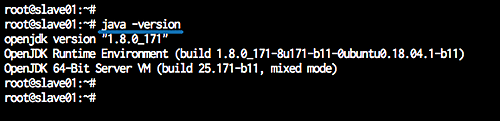 root@slave01:~#
root@slave01:~# java -version
openjdk version "1.8.0_171"
OpenJDK Runtime Environment (build 1.8.0_171-8u171-b11-0ubuntu0.18.04.1-b11)
OpenJDK 64-Bit Server VM (build 25.171-b11, mixed mode)
root@slave01:~#
root@slave01:~#